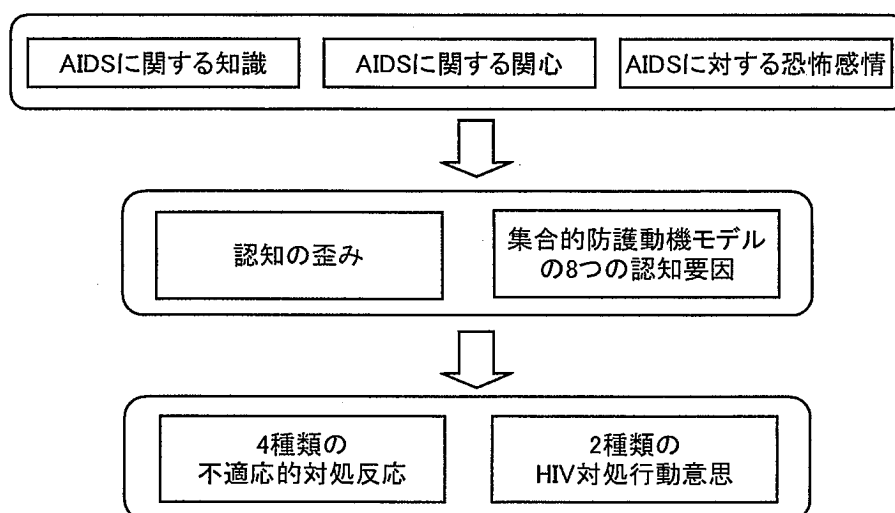 AIDSに関する知識
AIDSに関する関心
AIDSに対する恐怖感情
認知の歪み
集合的防護動機モデル
の8つの認知要因
4種類の
不適応的対処反応
2種類の
HIV対処行動意思